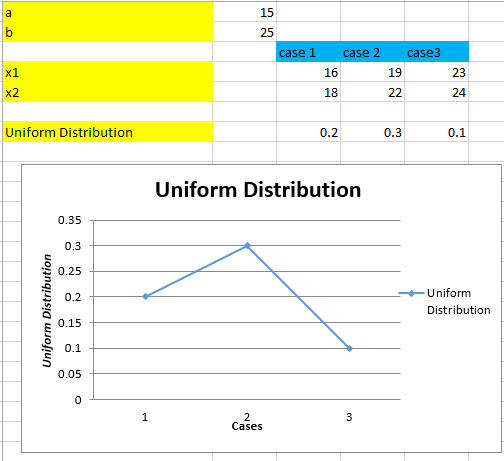 a 15
b 25
case 1 case 2 case3
x1 16 19 23
x2 18 22 24
Uniform Distribution 0.2 0.3 0.1
Uniform Distribution
0.35
0.3
0.25
0.2
0.15
0.1
0.05
0
Uniform Distribution
1 2 3
Cases
Uniform
Distribution